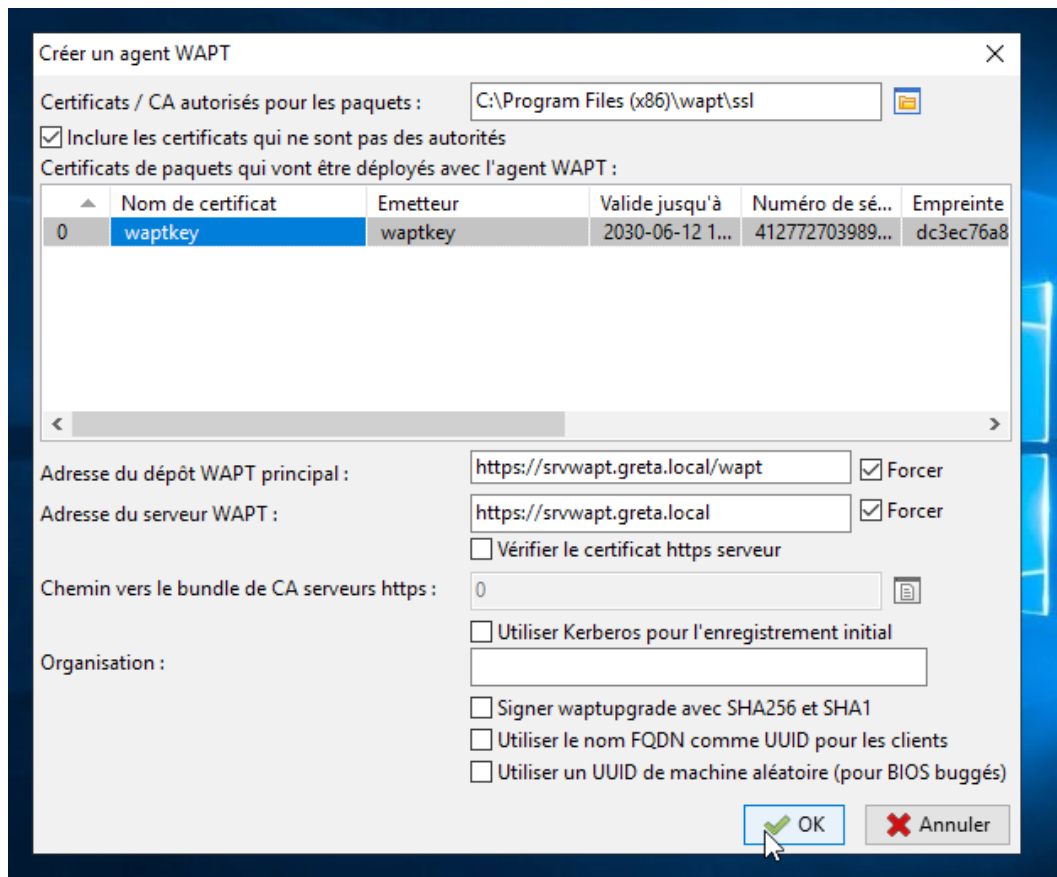 Créer un agent WAPT
Certificats / CA autorisés pour les paquets : C:\Program Files (x86)\wapt\ssl
Inclure les certificats qui ne sont pas des autorités
Certificats de paquets qui vont être déployés avec l'agent WAPT :
Nom de certificat Emetteur Valide jusqu'à Numéro de sé... Empreinte
0 waptkey waptkey 2030-06-12 1... 412772703989... dc3ec76a8
Adresse du dépôt WAPT principal : https://srvwapt.greta.local/wapt Forcer
Adresse du serveur WAPT : https://srvwapt.greta.local Forcer
Vérifier le certificat https serveur
Chemin vers le bundle de CA serveurs https : 0
Utiliser Kerberos pour l'enregistrement initial
Organisation :
Signer waptupgrade avec SHA256 et SHA1
Utiliser le nom FQDN comme UUID pour les clients
Utiliser un UUID de machine aléatoire (pour BIOS buggés)
OK Annuler